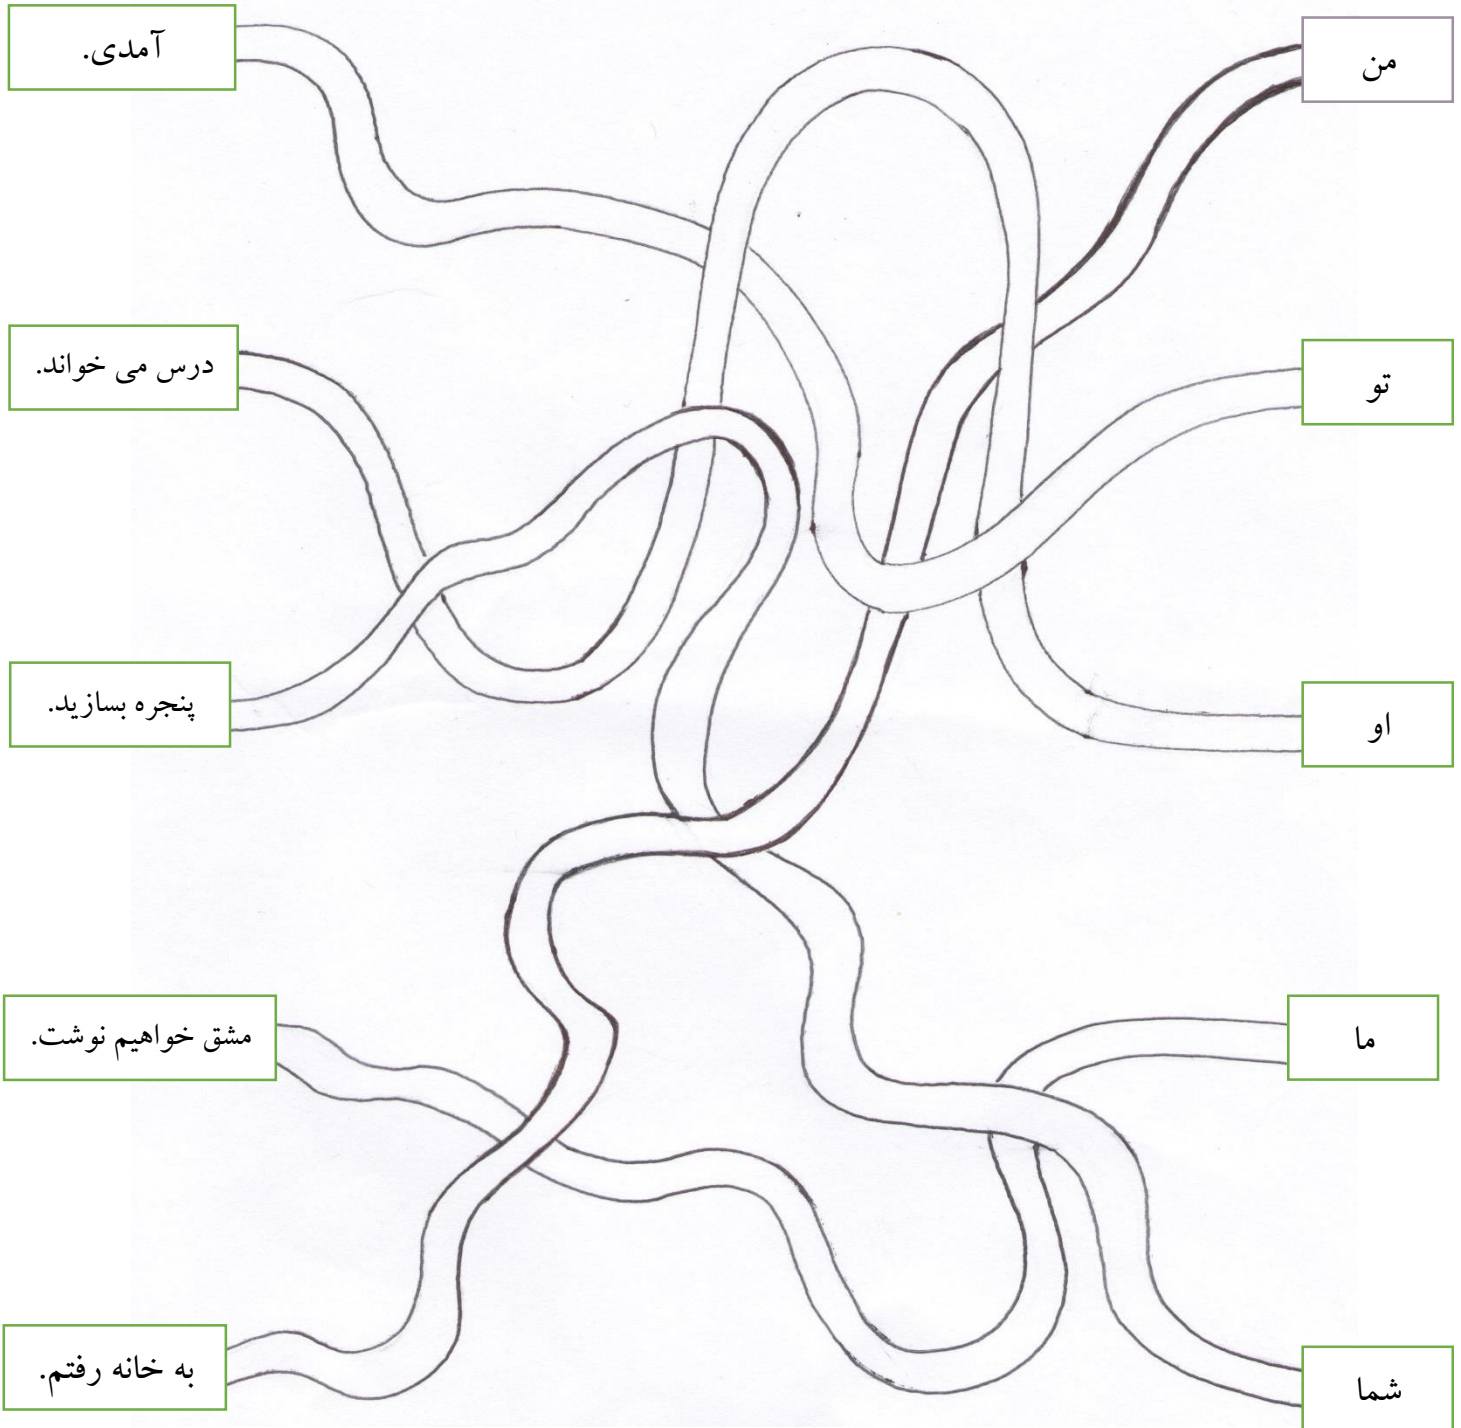 من
آمدی.
تو
درس می خواند.
او
پنجره بسازید.
ما
مشق خواهیم نوشت.
شما
به خانه رفتم.